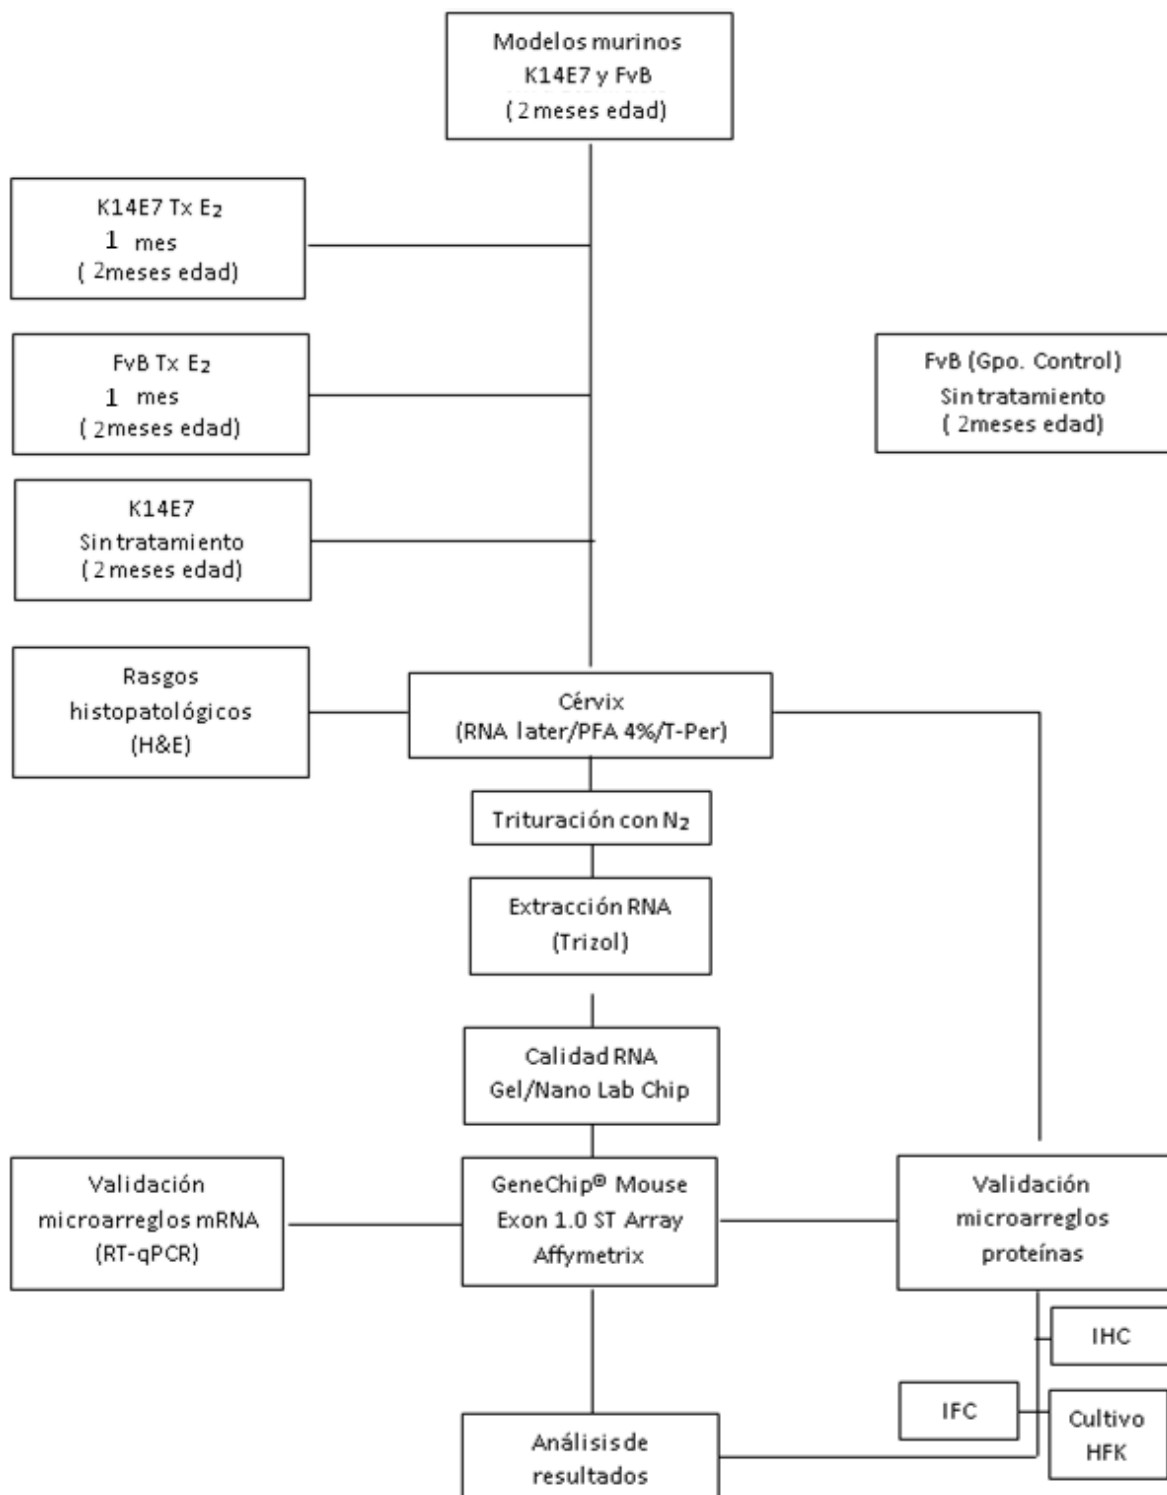 Modelos murinos
K14E7 y FvB
( 2 meses edad)
K14E7 Tx E₂
1 mes
( 2meses edad)
FvB Tx E₂
1 mes
( 2meses edad)
FvB (Gpo. Control)
Sin tratamiento
( 2meses edad)
K14E7
Sin tratamiento
( 2 meses edad)
Rasgos
histopatológicos
(H&E)
Cérvix
(RNA later/PFA 4%/T-Per)
Trituración con N₂
Extracción RNA
(Trizol)
Calidad RNA
Gel/Nano Lab Chip
Validación
microarreglos mRNA
(RT-qPCR)
GeneChip® Mouse
Exon 1.0 ST Array
Affymetrix
Validación
microarreglos
proteínas
IHC
IFC
Cultivo
HFK
Análisis de
resultados